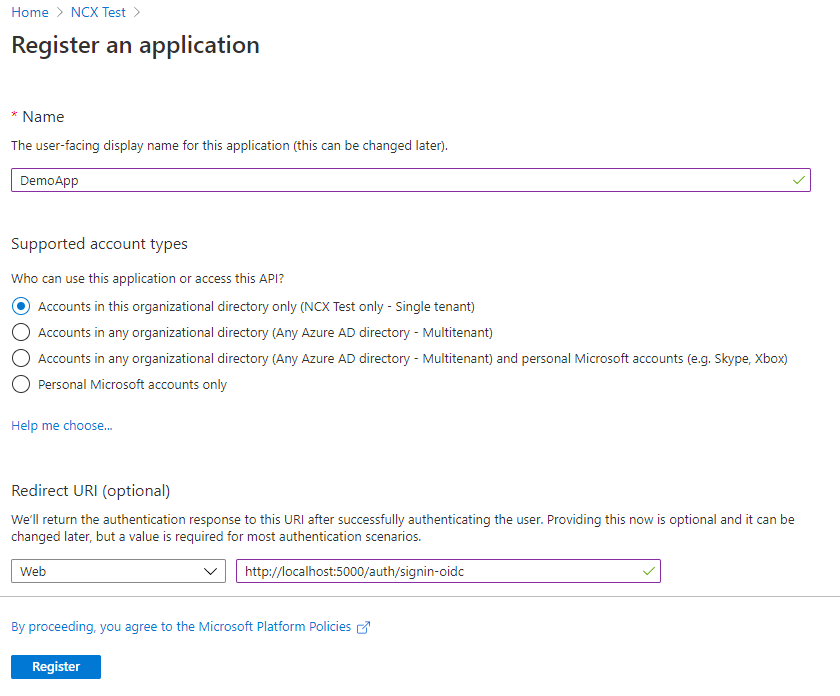 Home > NCX Test >
Register an application
* Name
The user-facing display name for this application (this can be changed later).
DemoApp
Supported account types
Who can use this application or access this API?
Accounts in this organizational directory only (NCX Test only - Single tenant)
Accounts in any organizational directory (Any Azure AD directory - Multitenant)
Accounts in any organizational directory (Any Azure AD directory - Multitenant) and personal Microsoft accounts (e.g. Skype, Xbox)
Personal Microsoft accounts only
Help me choose...
Redirect URI (optional)
We'll return the authentication response to this URI after successfully authenticating the user. Providing this now is optional and it can be
changed later, but a value is required for most authentication scenarios.
Web http://localhost:5000/auth/signin-oidc
By proceeding, you agree to the Microsoft Platform Policies
Register